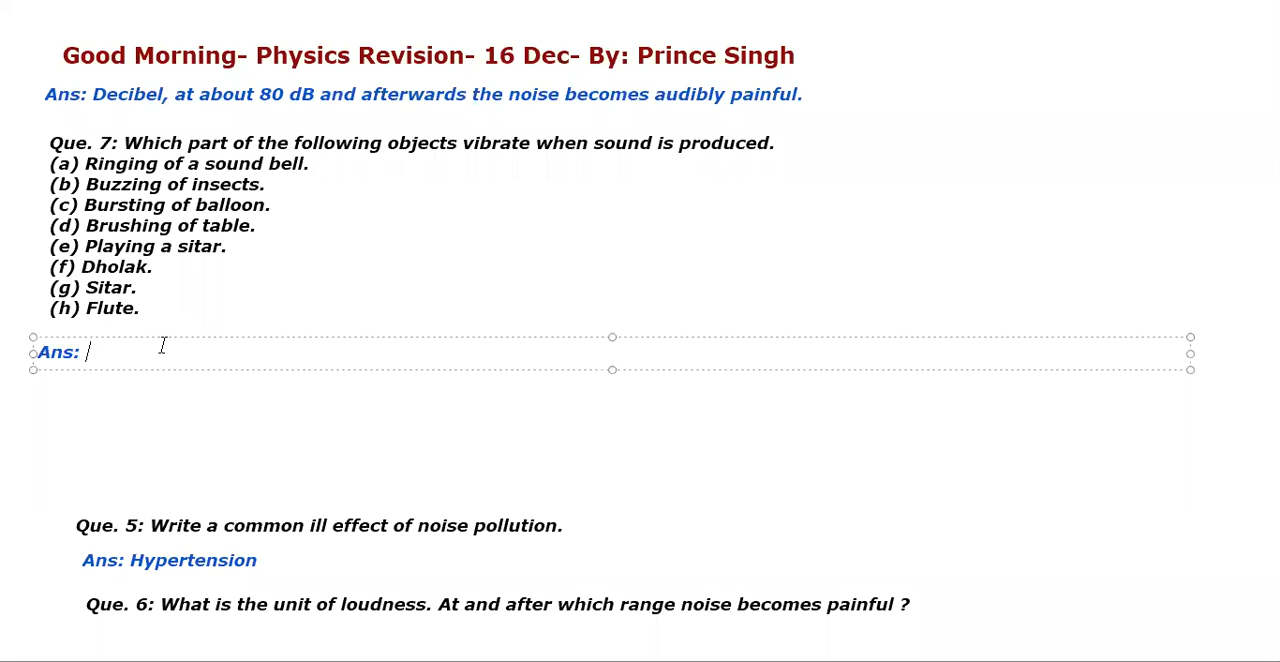 Good Morning- Physics Revision- 16 Dec- By: Prince Singh
Ans: Decibel, at about 80 dB and afterwards the noise becomes audibly painful.
Que. 7: Which part of the following objects vibrate when sound is produced.
(a) Ringing of a sound bell.
(b) Buzzing of insects.
(c) Bursting of balloon.
(d) Brushing of table.
(e) Playing a sitar.
(f) Dholak.
(g) Sitar.
(h) Flute.
Ans:
Que. 5: Write a common ill effect of noise pollution.
Ans: Hypertension
Que. 6: What is the unit of loudness. At and after which range noise becomes painful ?